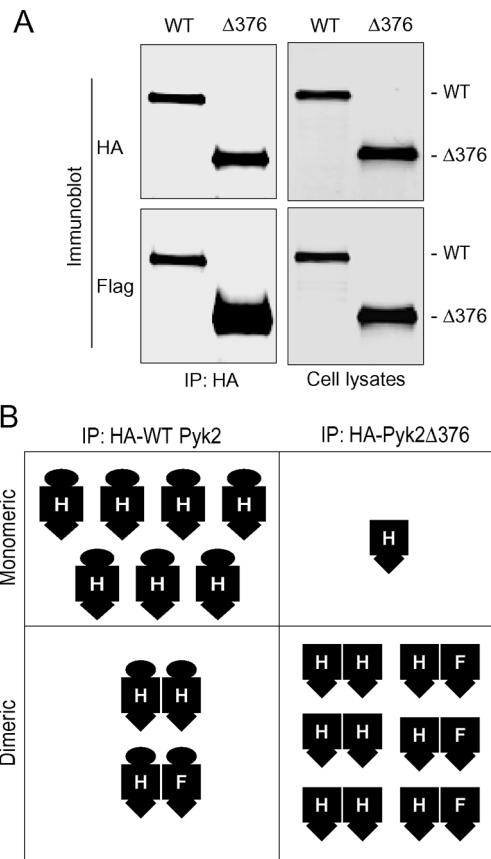 A
WT Δ376 WT Δ376
Immunoblot
HA
- WT
- Δ376
Flag
- WT
- Δ376
IP: HA Cell lysates
B
IP: HA-WT Pyk2 IP: HA-Pyk2Δ376
Monomeric
H H H H
H
H H H
Dimeric
H H
H H H F
H F
H H H F
H H H F